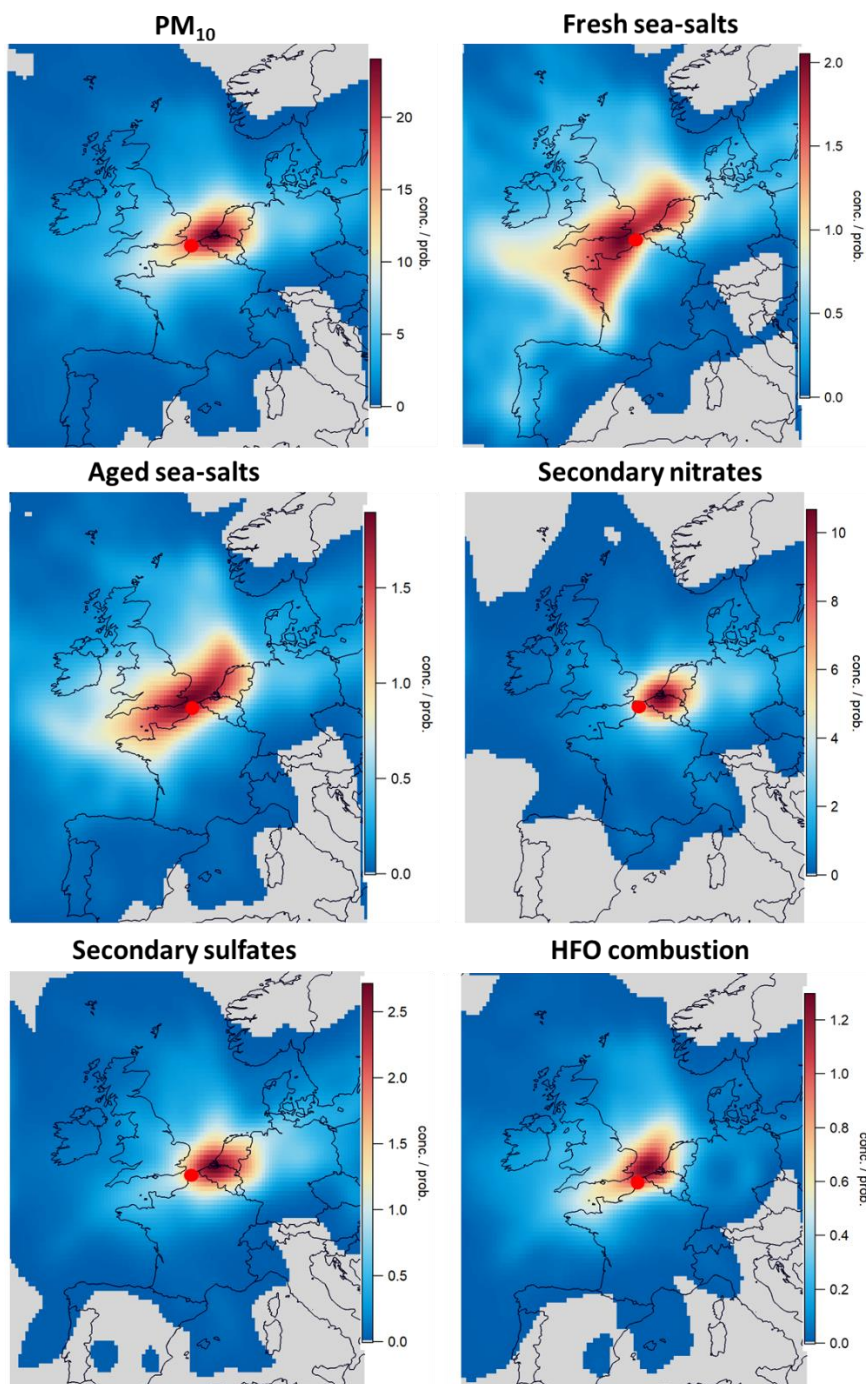 PM₁₀
Fresh sea-salts
20
15
10
5
0
conc. / prob.
2.0
1.5
1.0
0.5
0.0
conc. / prob.
Aged sea-salts
Secondary nitrates
1.5
1.0
0.5
0.0
conc. / prob.
10
8
6
4
2
0
conc. / prob.
Secondary sulfates
HFO combustion
2.5
2.0
1.5
1.0
0.5
0.0
conc. / prob.
1.2
1.0
0.8
0.6
0.4
0.2
0.0
conc. / prob.